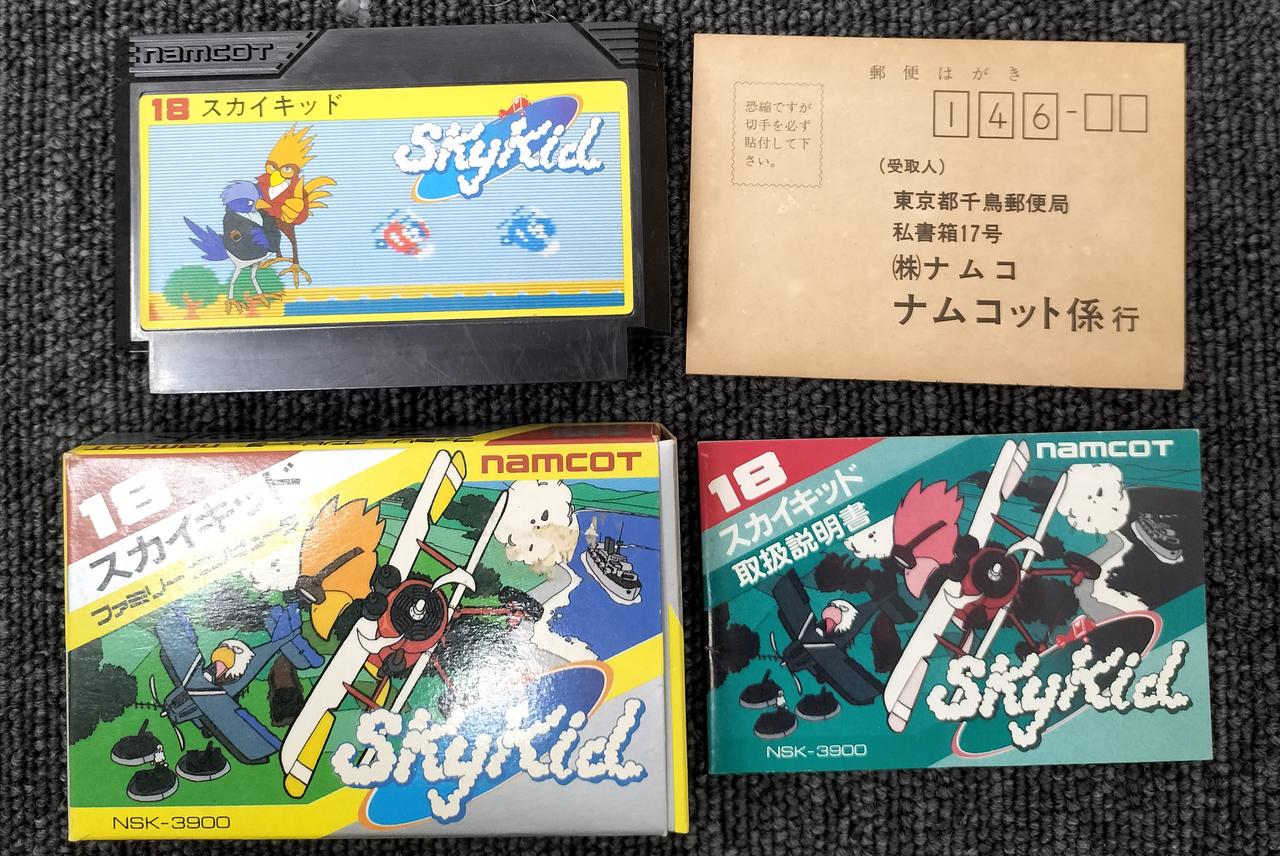 namcot
18 スカイキッド
SkyKid
郵便はがき
146-
恐縮ですが
切手を必ず
貼付して下
さい。
(受取人)
東京都千鳥郵便局
私書箱17号
㈱ナムコ
ナムコット係行
namcot
18
スカイキッド
ファミリーコンピュータ
SkyKid
NSK-3900
namcot
18
スカイキッド
取扱説明書
SkyKid
NSK-3900